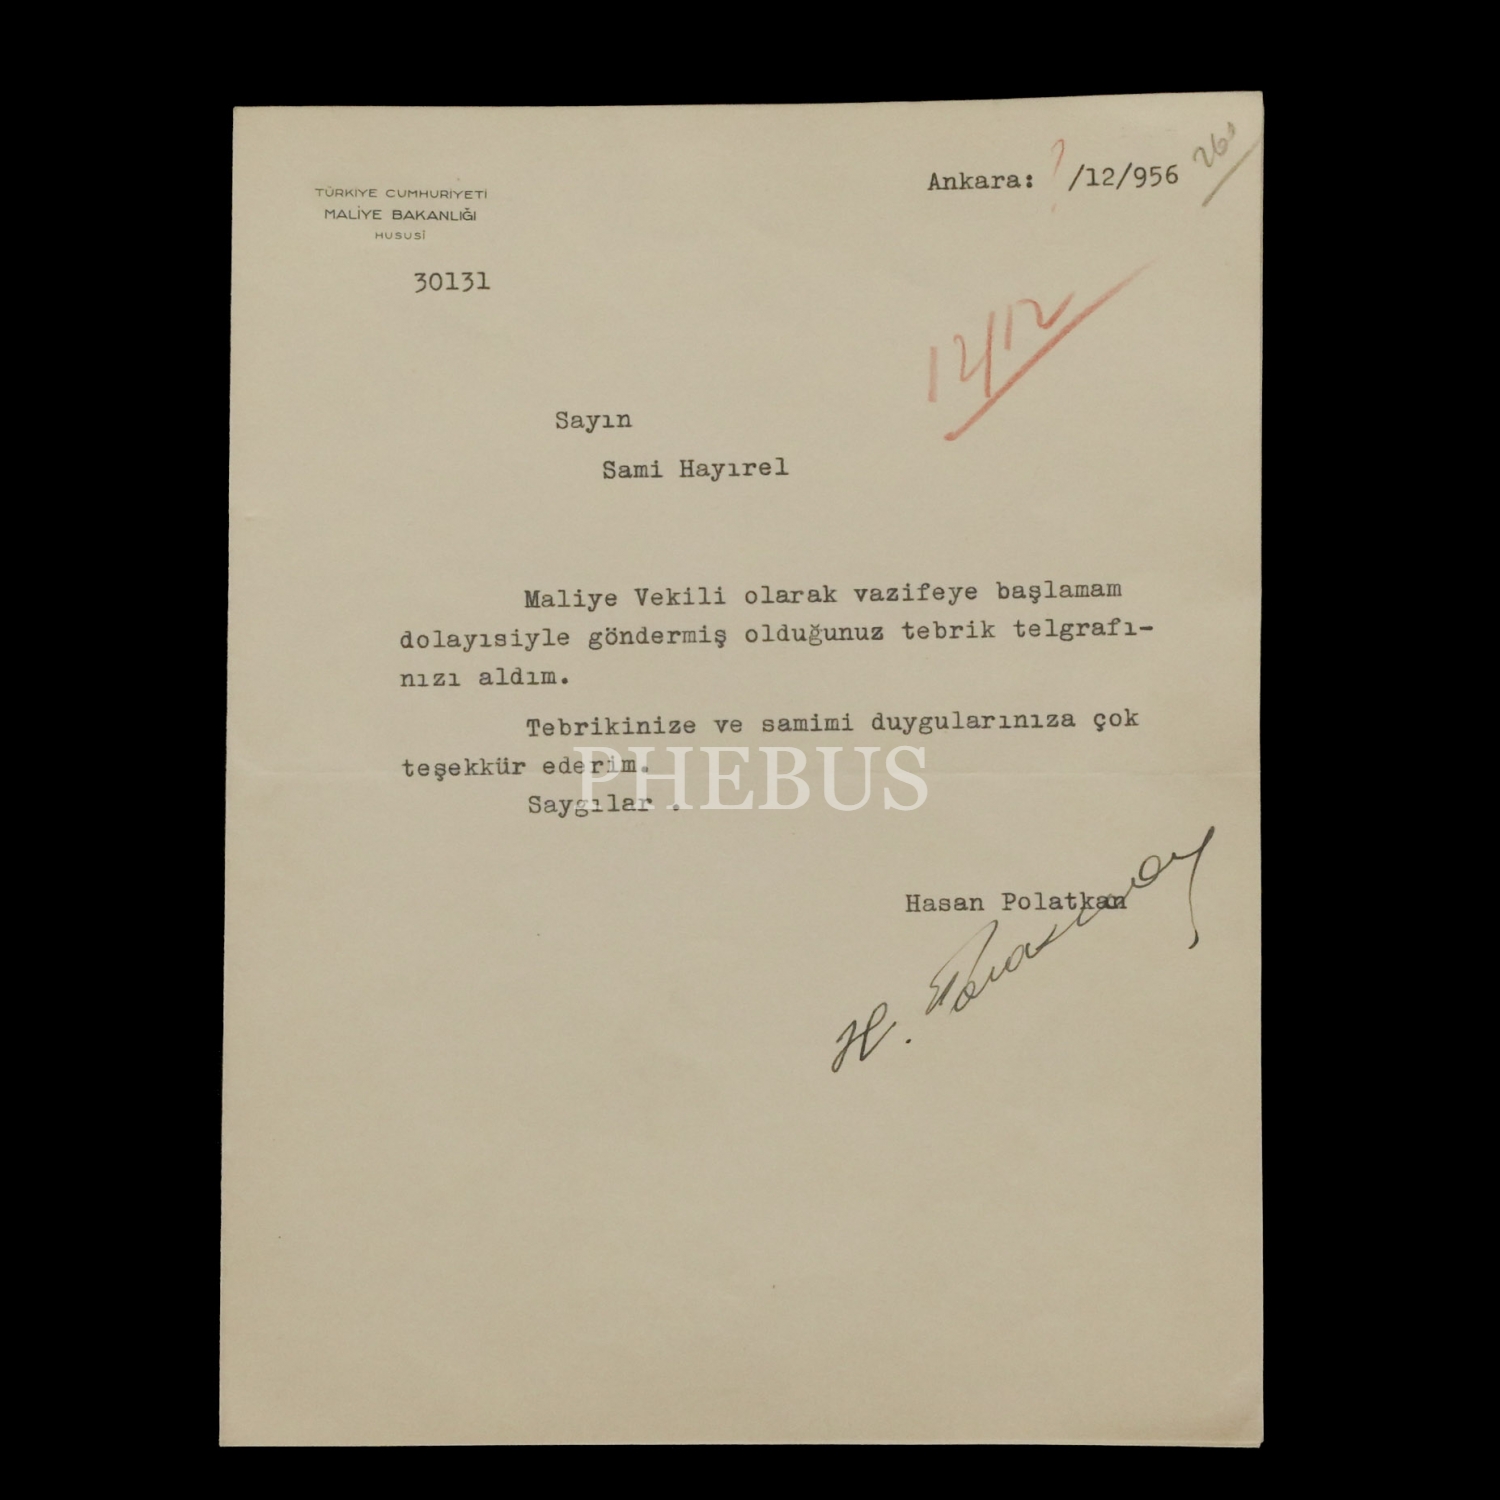 Ankara: /12/956
TÜRKİYE CUMHURİYETİ
MALİYE BAKANLIĞI
HUSUSİ
30131
12/12
Sayın
Sami Hayırel
Maliye Vekili olarak vazifeye başlamam
dolayısiyle göndermiş olduğunuz tebrik telgrafı-
nızı aldım.
Tebrikinize ve samimi duygularınıza çok
teşekkür ederim.
Saygılar .
PHEBUS
Hasan Polatkan
H. Polatkan